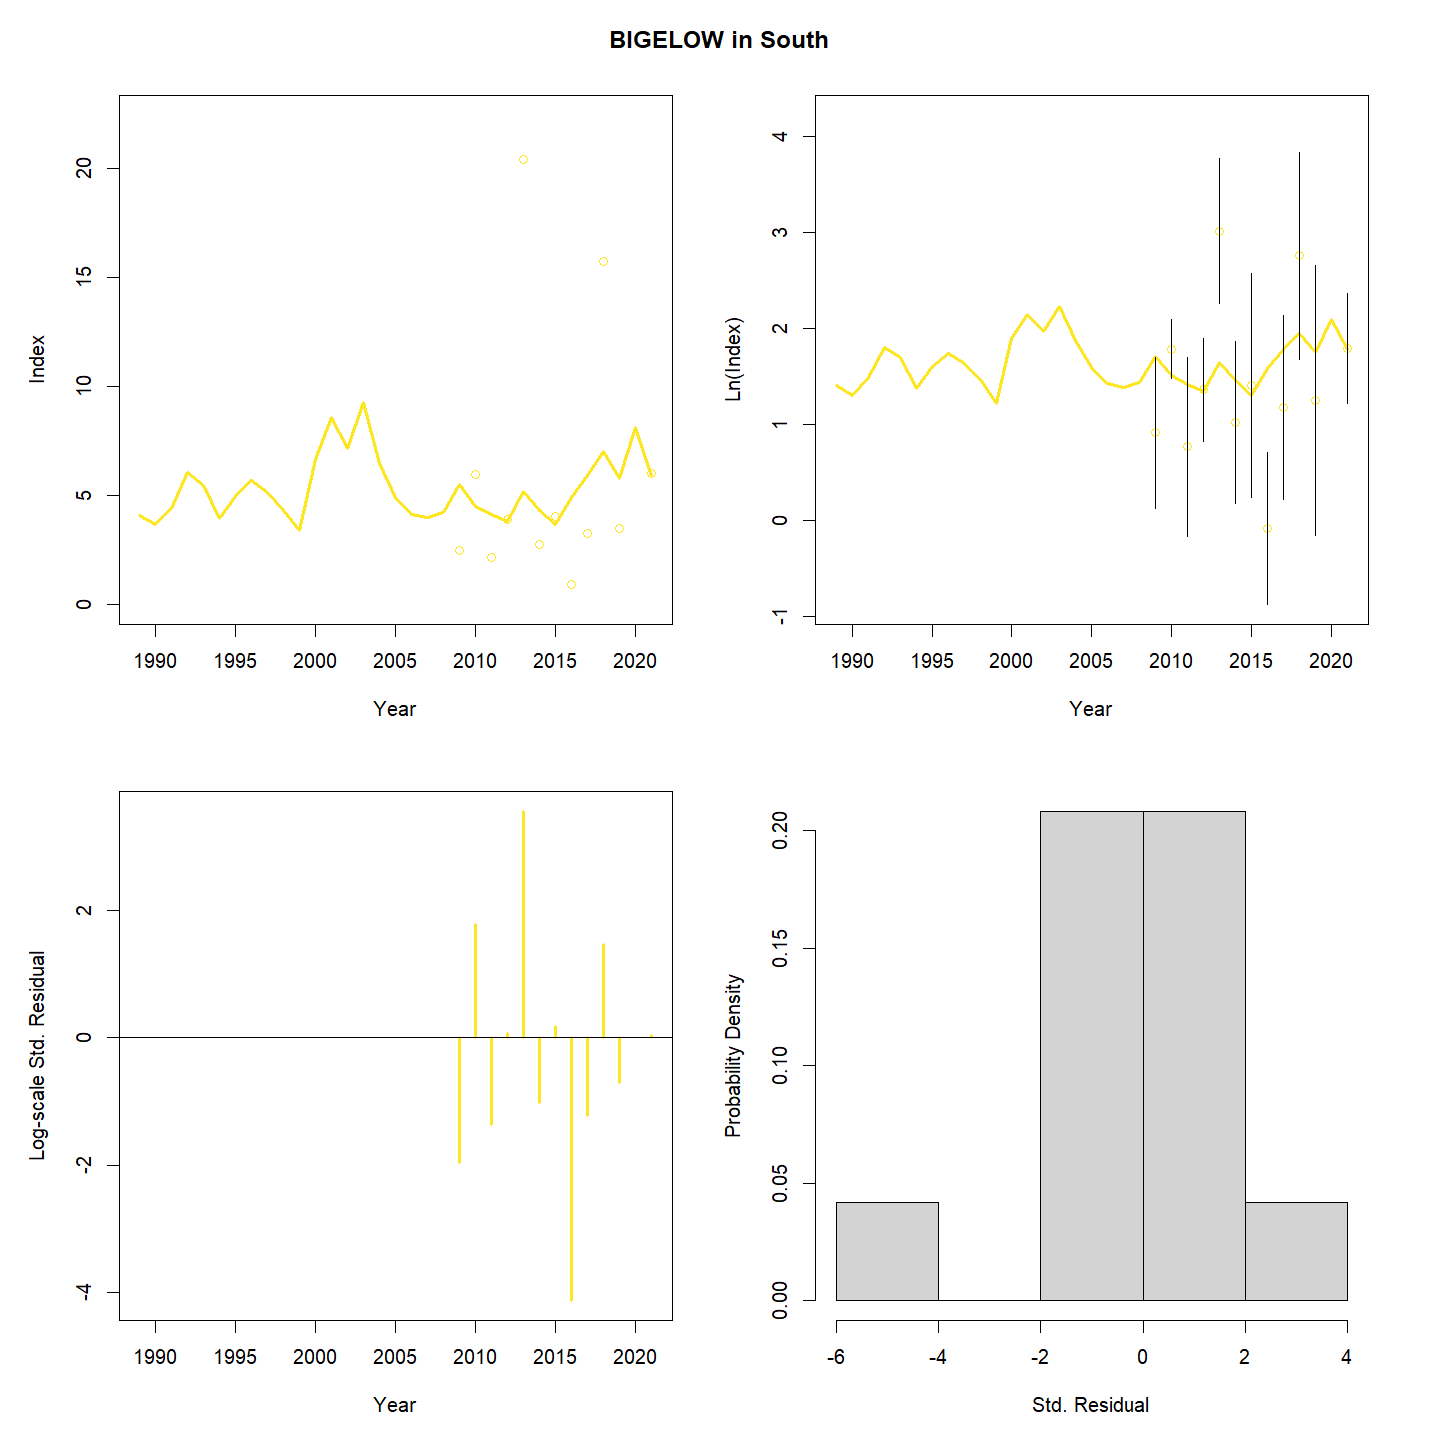 BIGELOW in South
Index
0
5
10
15
20
1990 1995 2000 2005 2010 2015 2020
Year
Ln(Index)
-1
0
1
2
3
4
1990 1995 2000 2005 2010 2015 2020
Year
Log-scale Std. Residual
-4
-2
0
2
1990 1995 2000 2005 2010 2015 2020
Year
Probability Density
0.00
0.05
0.10
0.15
0.20
-6 -4 -2 0 2 4
Std. Residual